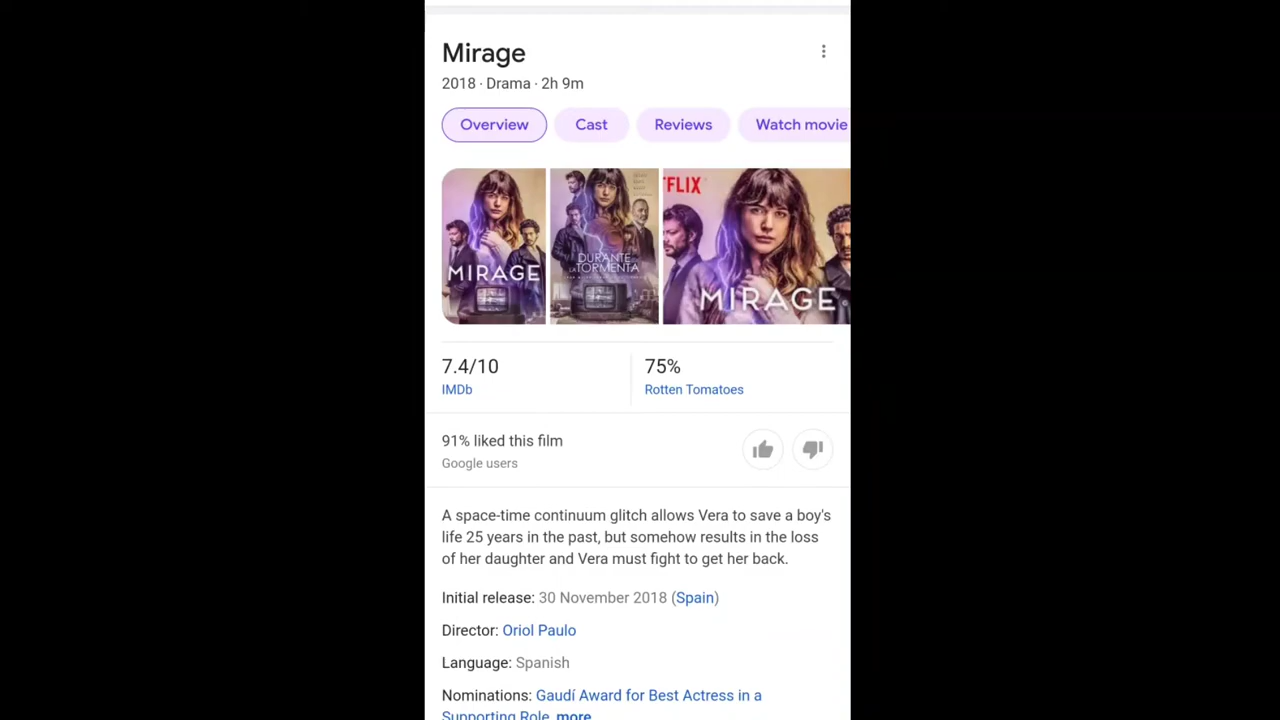 Mirage
2018 · Drama · 2h 9m
Overview
Cast
Reviews
Watch movie
MIRAGE
DURANTE
LA TORMENTA
FLIX
MIRAGE
7.4/10
IMDb
75%
Rotten Tomatoes
91% liked this film
Google users
A space-time continuum glitch allows Vera to save a boy's
life 25 years in the past, but somehow results in the loss
of her daughter and Vera must fight to get her back.
Initial release: 30 November 2018 (Spain)
Director: Oriol Paulo
Language: Spanish
Nominations: Gaudí Award for Best Actress in a
Supporting Role, more